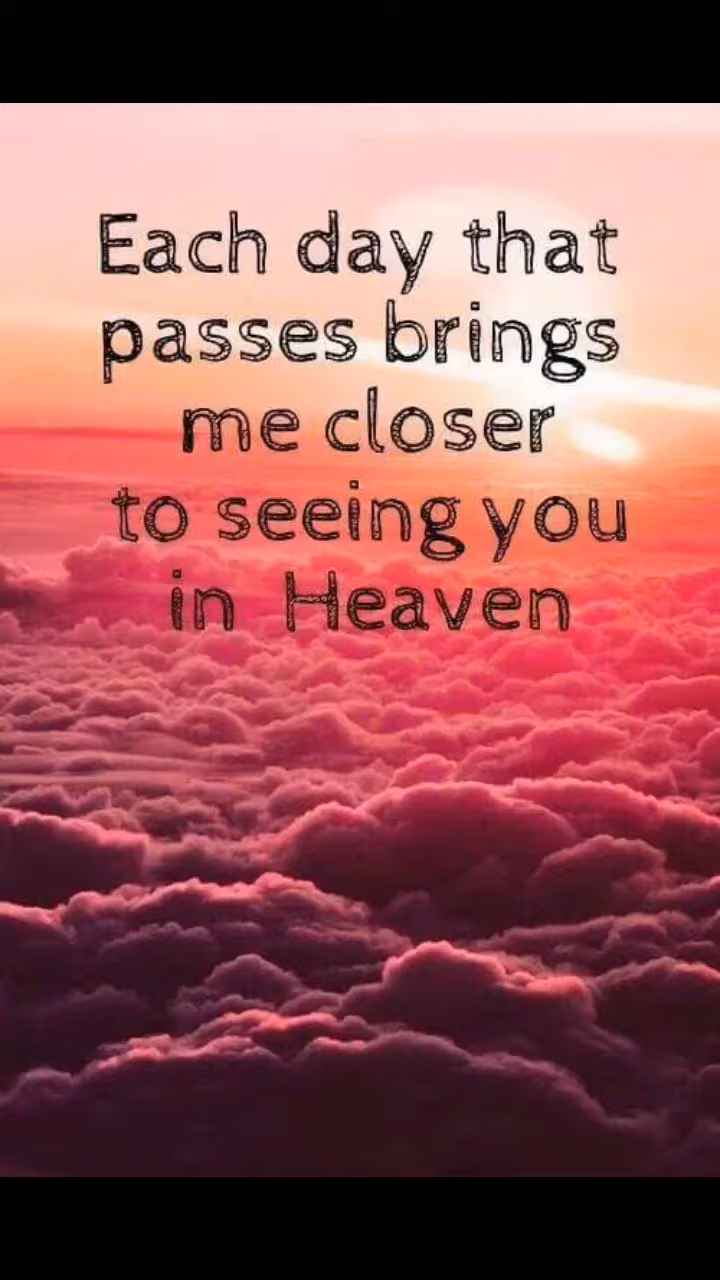 Each day that
passes brings
me closer
to seeing you
in Heaven